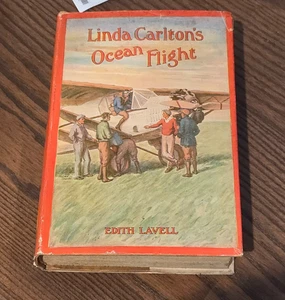 Linda Carlton's
Ocean Flight
EDITH LAVELL